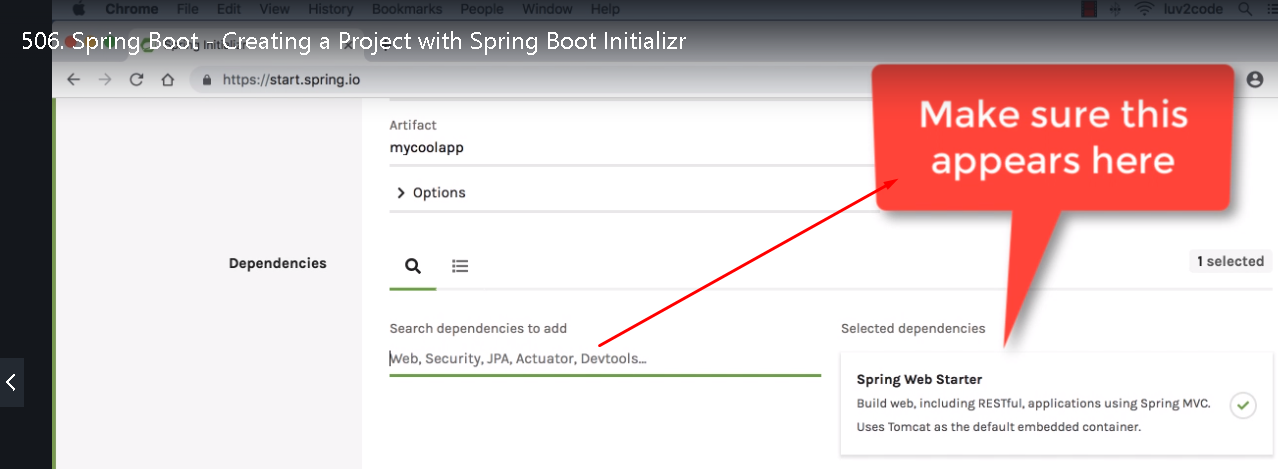 Chrome File Edit View History Bookmarks People Window Help luv2code
506. Spring Boot - Creating a Project with Spring Boot Initializr
https://start.spring.io
Make sure this
appears here
Artifact
mycoolapp
Options
Dependencies
1 selected
Search dependencies to add
Web, Security, JPA, Actuator, Devtools...
Selected dependencies
Spring Web Starter
Build web, including RESTful, applications using Spring MVC.
Uses Tomcat as the default embedded container.